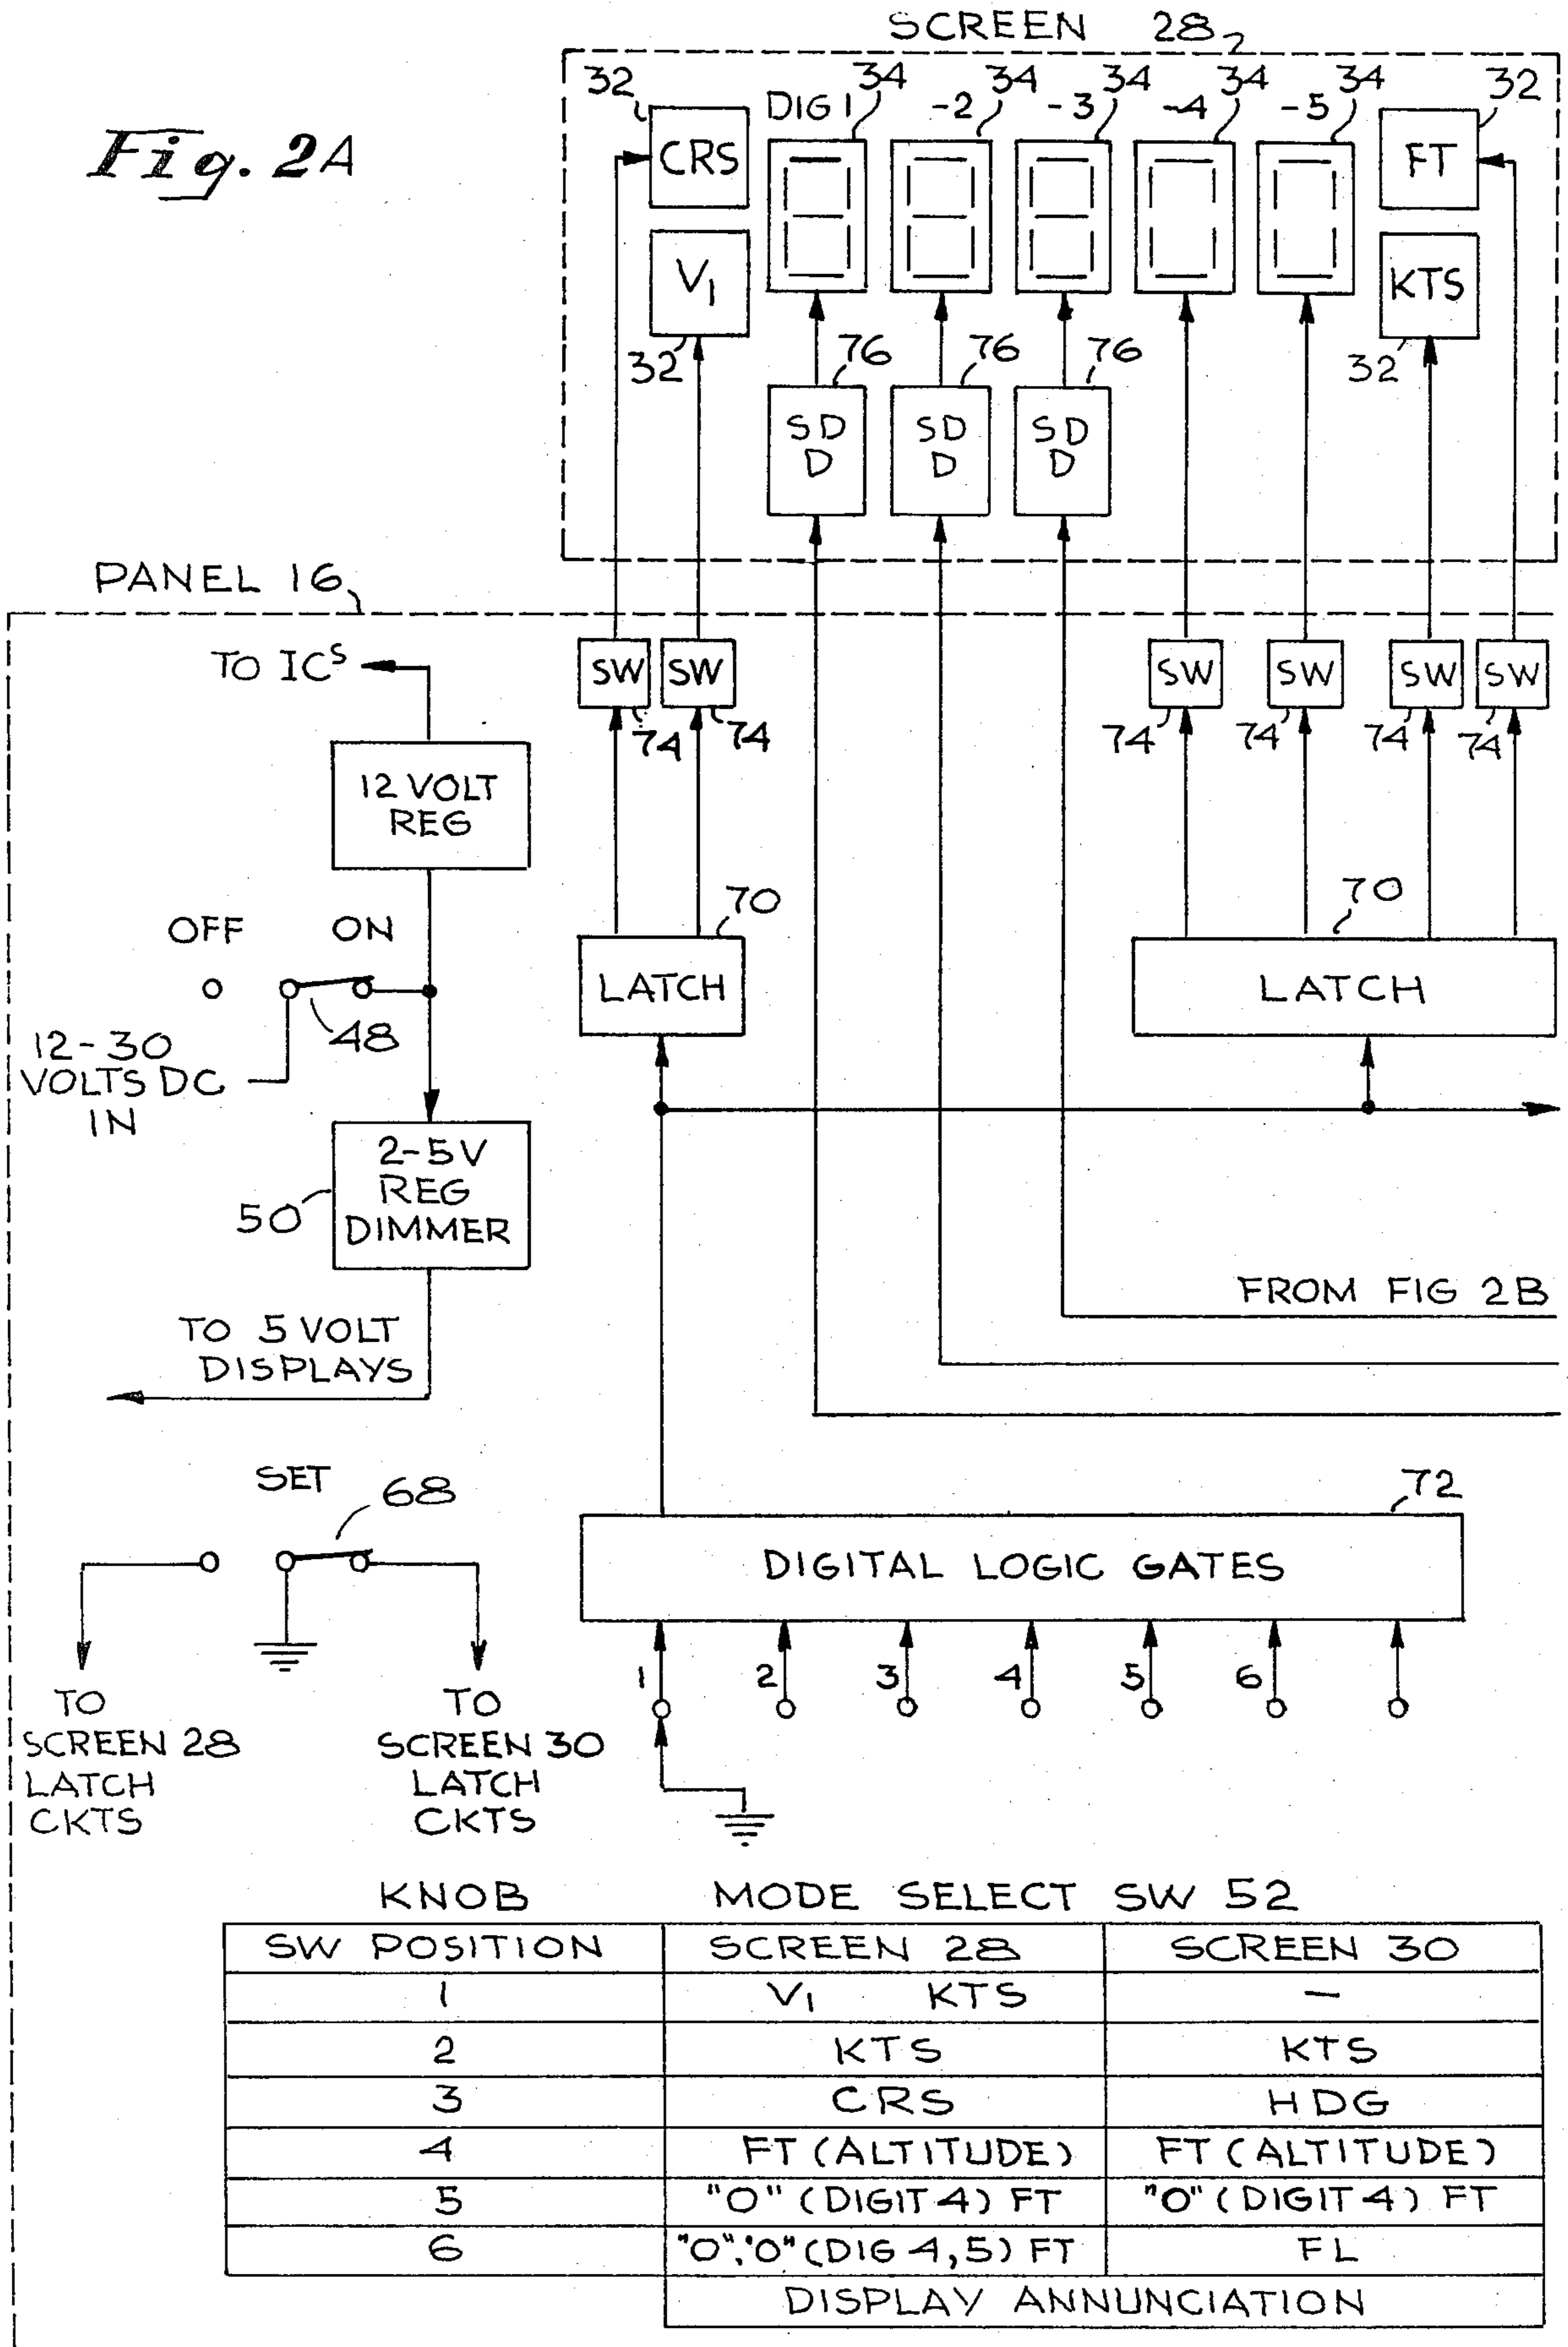 SCREEN 28
Fig. 2A
32 DIG 1 34 -2 34 -3 34 -4 34 -5 34 32
CRS FT
V1 KTS
32 76 76 76 32
SD D SD D SD D
PANEL 16
TO ICS
SW SW SW SW SW SW
74 74 74 74 74 74
12 VOLT
REG
70 70
OFF ON
LATCH LATCH
48
12-30
VOLTS DC
IN
2-5V
REG
DIMMER
50
FROM FIG 2B
TO 5 VOLT
DISPLAYS
SET 68
72
DIGITAL LOGIC GATES
1 2 3 4 5 6
TO
SCREEN 28
LATCH
CKTS
TO
SCREEN 30
LATCH
CKTS
KNOB MODE SELECT SW 52
SW POSITION SCREEN 28 SCREEN 30
1 V1 KTS —
2 KTS KTS
3 CRS HDG
4 FT (ALTITUDE) FT (ALTITUDE)
5 "0" (DIGIT 4) FT "0" (DIGIT 4) FT
6 "0","0" (DIG 4,5) FT FL
DISPLAY ANNUNCIATION